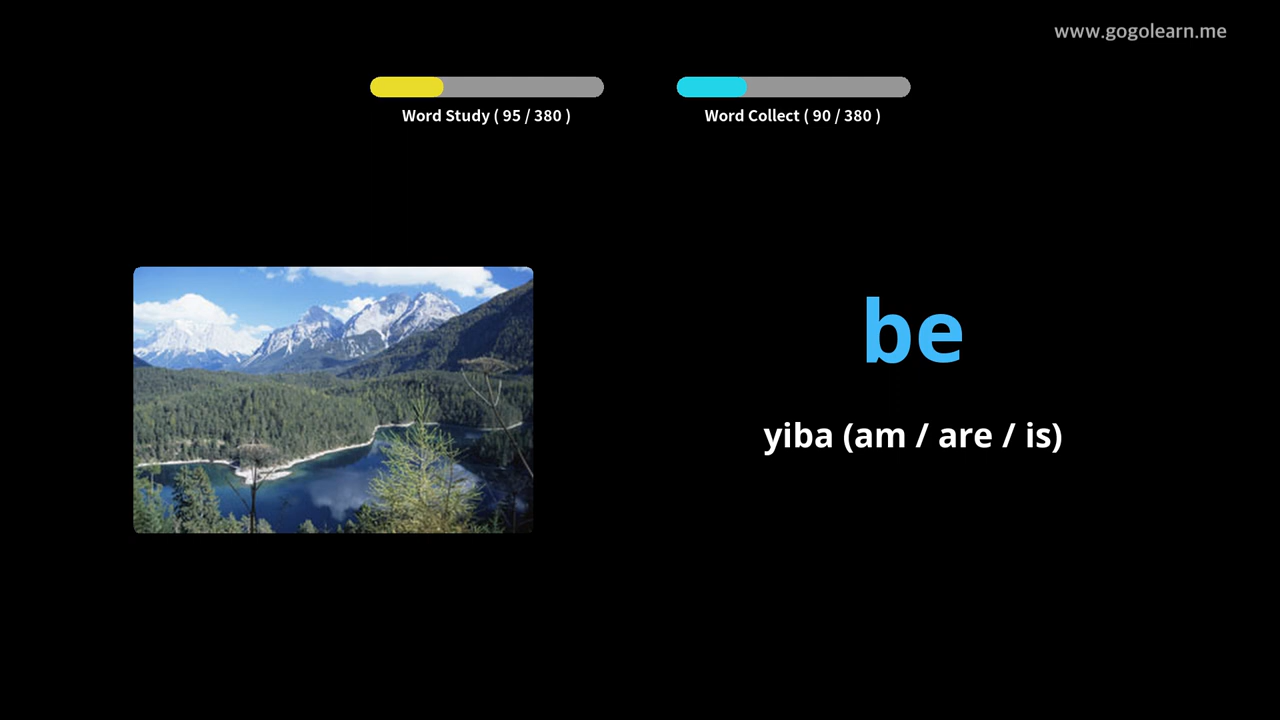 www.gogolearn.me
Word Study ( 95 / 380 )
Word Collect ( 90 / 380 )
be
yiba (am / are / is)